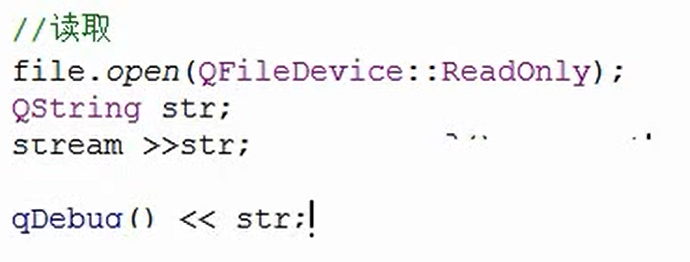 //读取
file.open(QFileDevice::ReadOnly);
QString str;
stream >>str;
qDebug() << str;